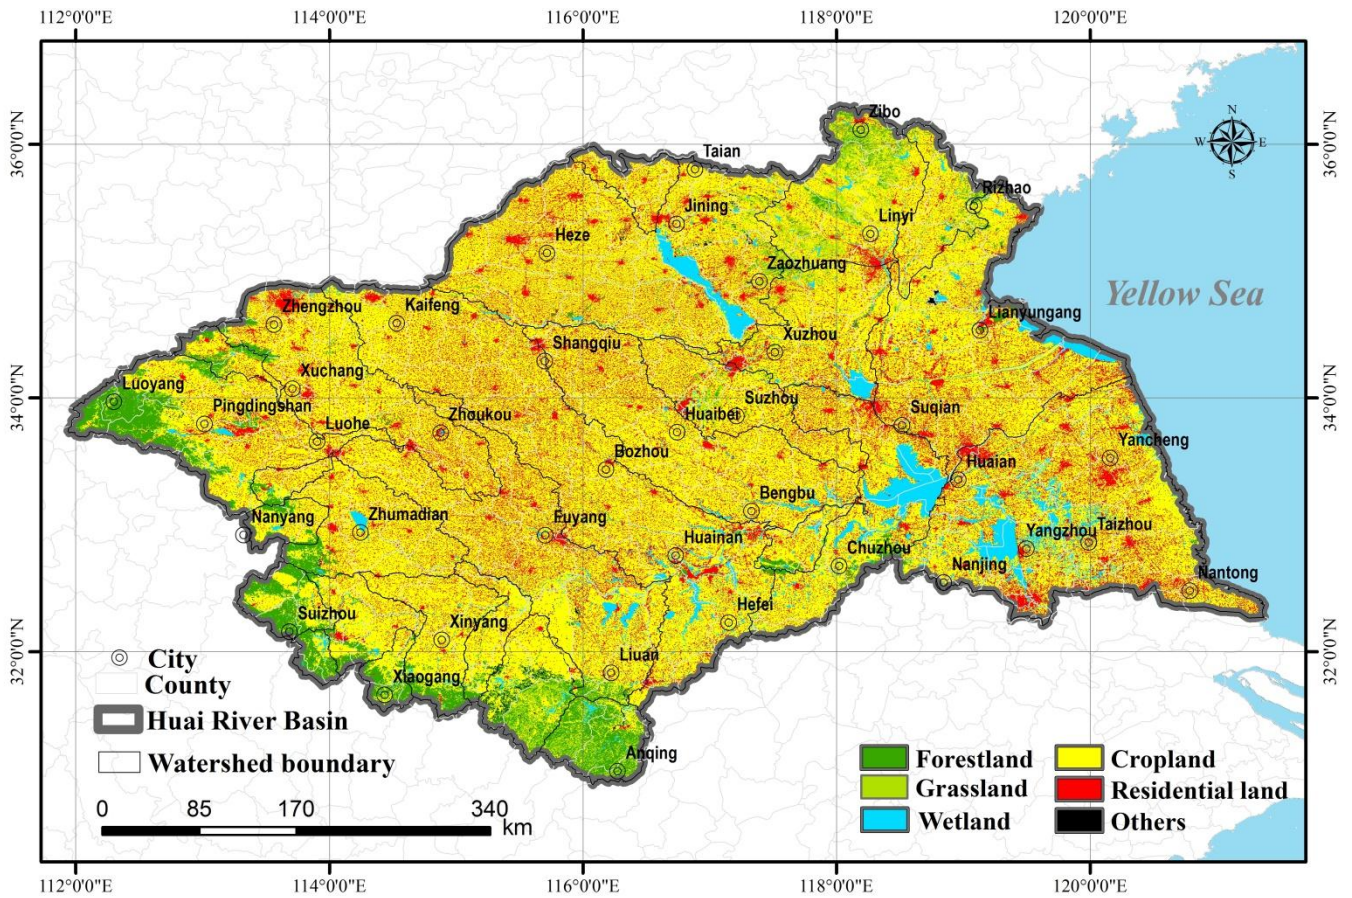 112°0'0"E
114°0'0"E
116°0'0"E
118°0'0"E
120°0'0"E
36°0'0"N
36°0'0"N
34°0'0"N
34°0'0"N
32°0'0"N
32°0'0"N
N
W
E
S
Zibo
Taian
Rizhao
Jining
Linyi
Heze
Zaozhuang
Yellow Sea
Zhengzhou
Kaifeng
Lianyungang
Xuzhou
Shangqiu
Xuchang
Luoyang
Suzhou
Pingdingshan
Huaibei
Suqian
Zhoukou
Luohe
Yancheng
Bozhou
Huaian
Bengbu
Nanyang
Zhumadian
Fuyang
Huainan
Yangzhou
Taizhou
Chuzhou
Nanjing
Nantong
Hefei
Suizhou
Xinyang
Liuan
Xiaogang
Anqing
City
County
Huai River Basin
Watershed boundary
0
85
170
340
km
Forestland
Grassland
Wetland
Cropland
Residential land
Others
112°0'0"E
114°0'0"E
116°0'0"E
118°0'0"E
120°0'0"E